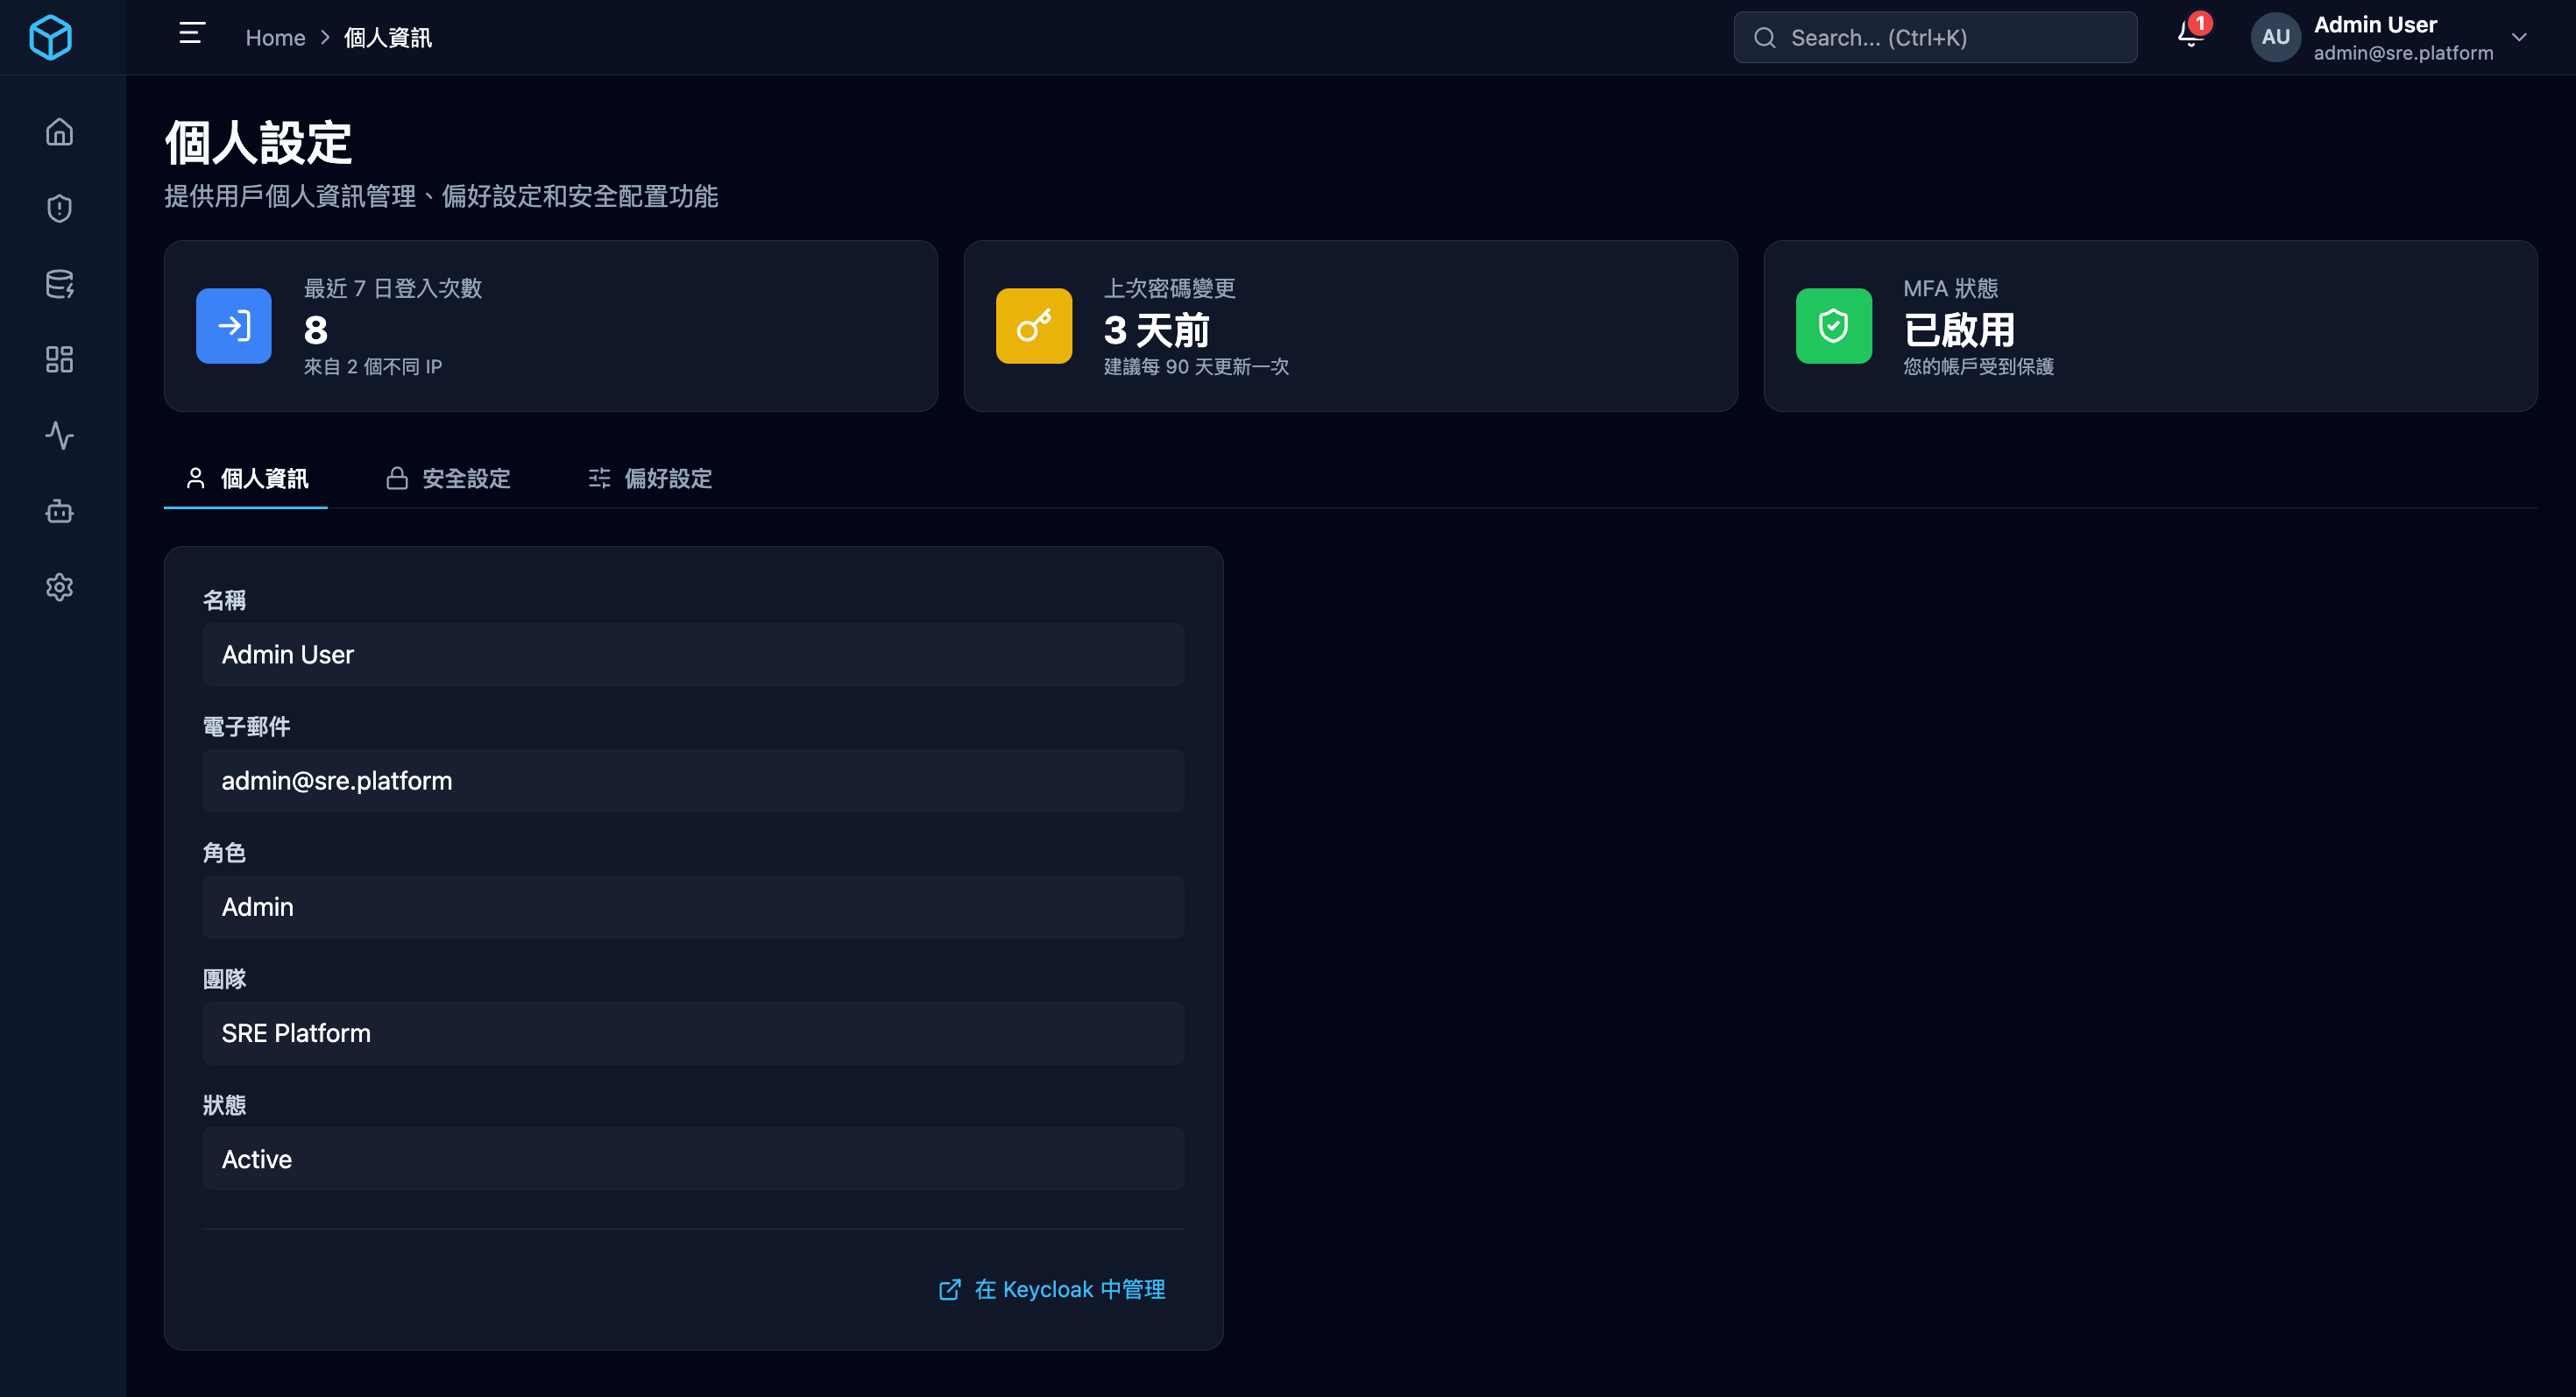 Home > 個人資訊
Search... (Ctrl+K)
1
AU
Admin User
admin@sre.platform
個人設定
提供用戶個人資訊管理、偏好設定和安全配置功能
最近 7 日登入次數
8
來自 2 個不同 IP
上次密碼變更
3 天前
建議每 90 天更新一次
MFA 狀態
已啟用
您的帳戶受到保護
個人資訊
安全設定
偏好設定
名稱
Admin User
電子郵件
admin@sre.platform
角色
Admin
團隊
SRE Platform
狀態
Active
在 Keycloak 中管理